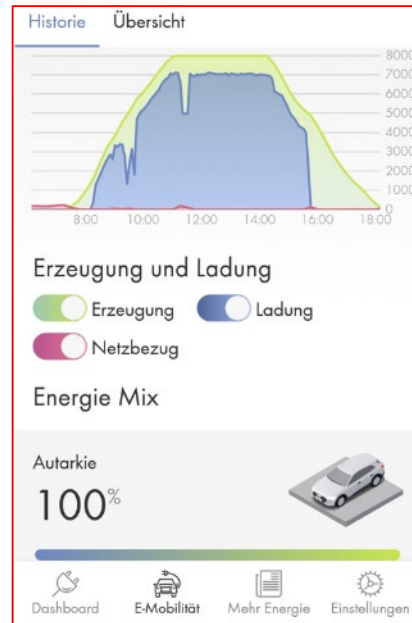 Historie Übersicht
8000
7000
6000
5000
4000
3000
2000
1000
0
8:00 10:00 12:00 14:00 16:00 18:00
Erzeugung und Ladung
Erzeugung Ladung
Netzbezug
Energie Mix
Autarkie
100%
Dashboard E-Mobilität Mehr Energie Einstellungen